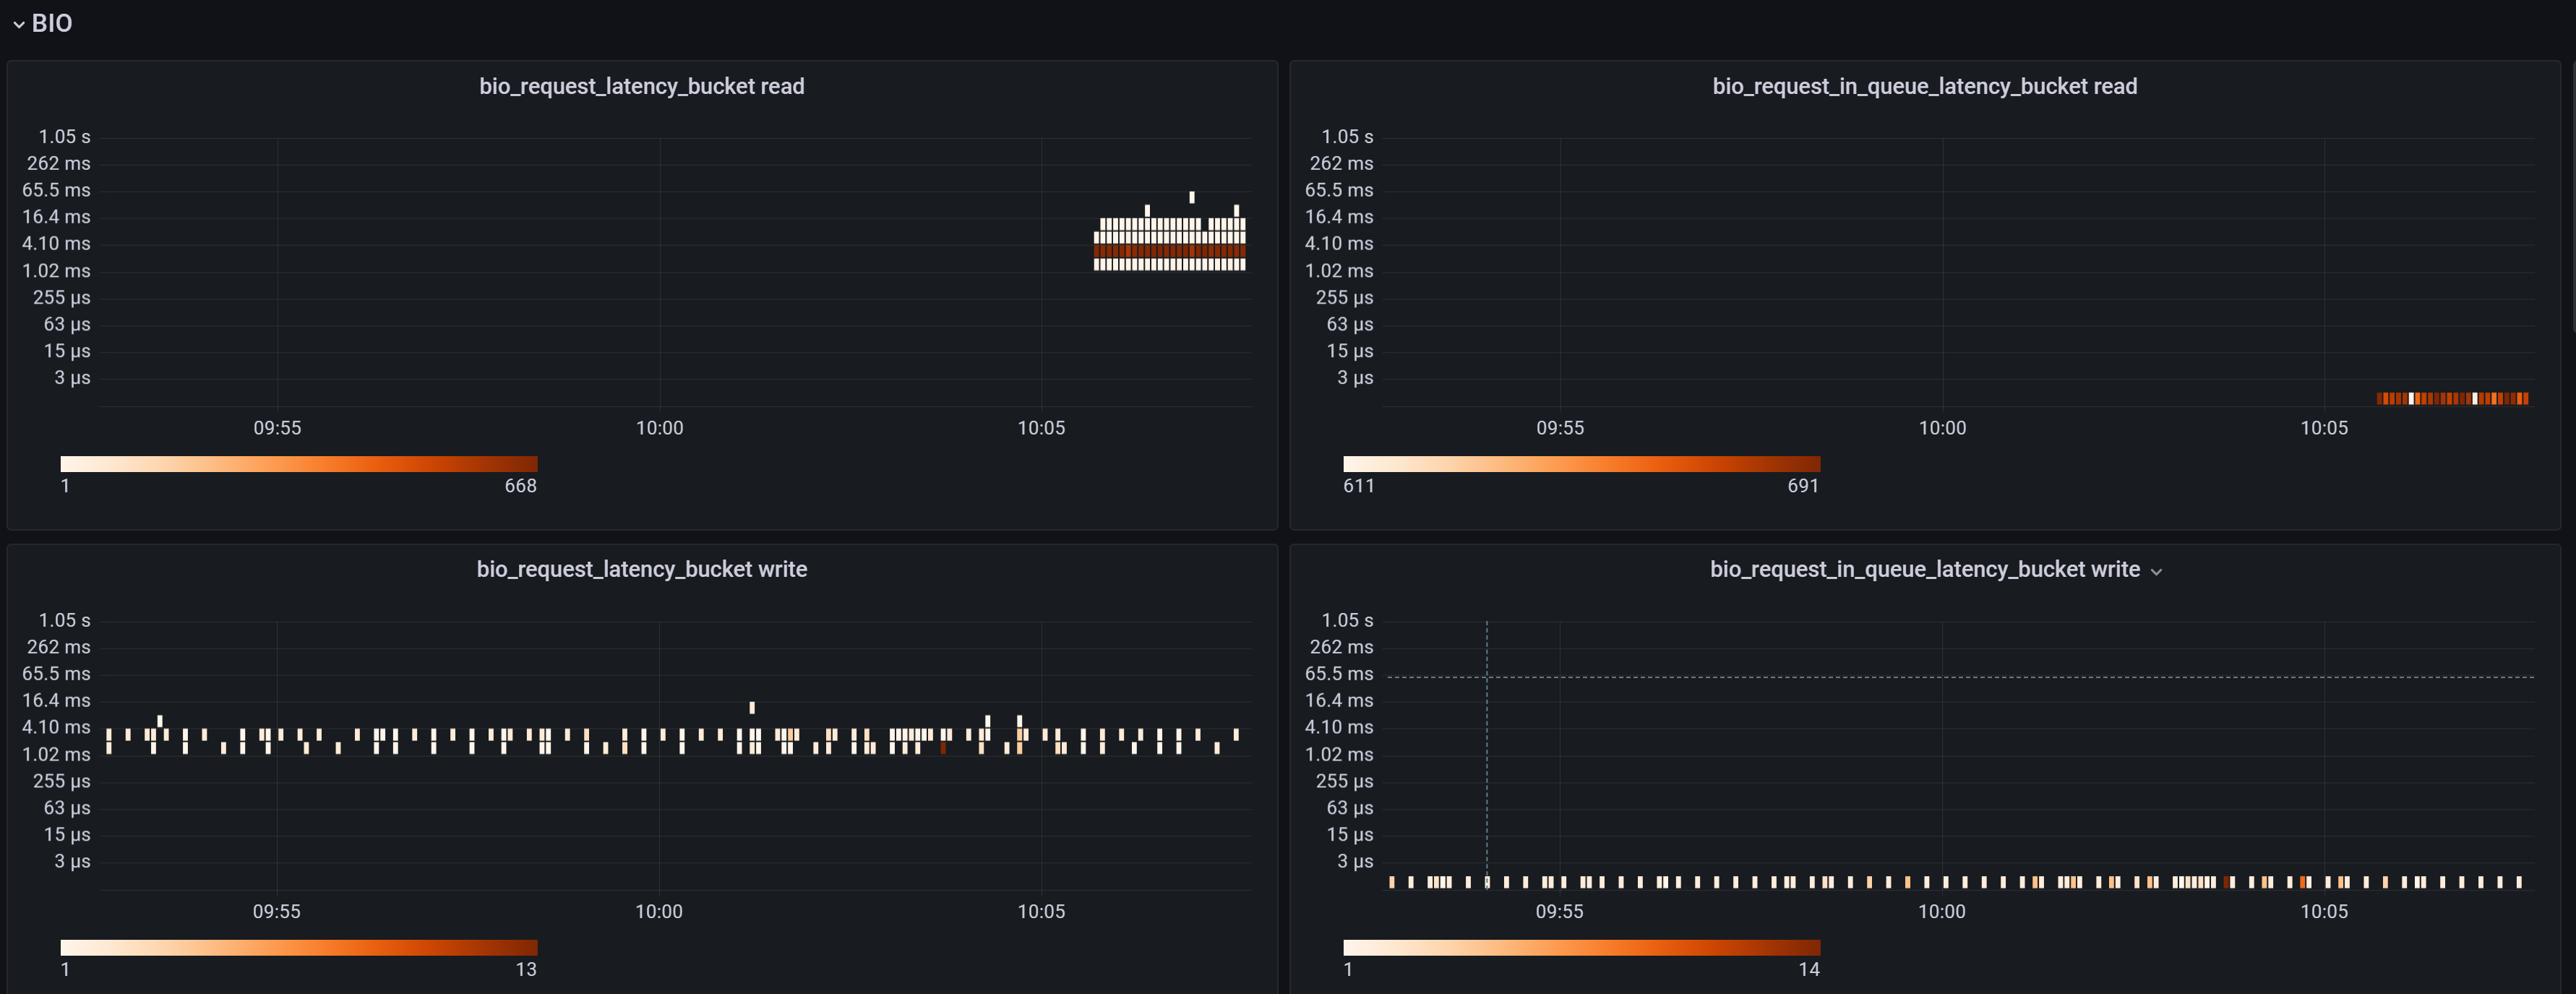 BIO
bio_request_latency_bucket read
1.05 s
262 ms
65.5 ms
16.4 ms
4.10 ms
1.02 ms
255 µs
63 µs
15 µs
3 µs
09:55 10:00 10:05
1 668
bio_request_in_queue_latency_bucket read
1.05 s
262 ms
65.5 ms
16.4 ms
4.10 ms
1.02 ms
255 µs
63 µs
15 µs
3 µs
09:55 10:00 10:05
611 691
bio_request_latency_bucket write
1.05 s
262 ms
65.5 ms
16.4 ms
4.10 ms
1.02 ms
255 µs
63 µs
15 µs
3 µs
09:55 10:00 10:05
1 13
bio_request_in_queue_latency_bucket write
1.05 s
262 ms
65.5 ms
16.4 ms
4.10 ms
1.02 ms
255 µs
63 µs
15 µs
3 µs
09:55 10:00 10:05
1 14